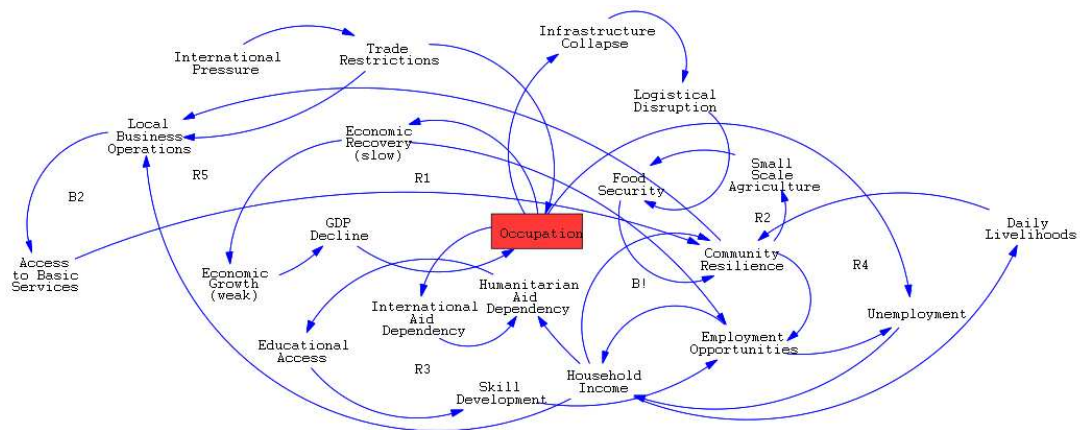 Infrastructure
Collapse
International
Pressure
Trade
Restrictions
Logistical
Disruption
Local
Business
Operations
Economic
Recovery
(slow)
R5
R1
B2
Food
Security
Small
Scale
Agriculture
R2
GDP
Decline
Occupation
Daily
Livelihoods
Access
to Basic
Services
Economic
Growth
(weak)
Community
Resilience
R4
B!
International
Aid
Dependency
Humanitarian
Aid
Dependency
Unemployment
Educational
Access
Employment
Opportunities
R3
Household
Income
Skill
Development